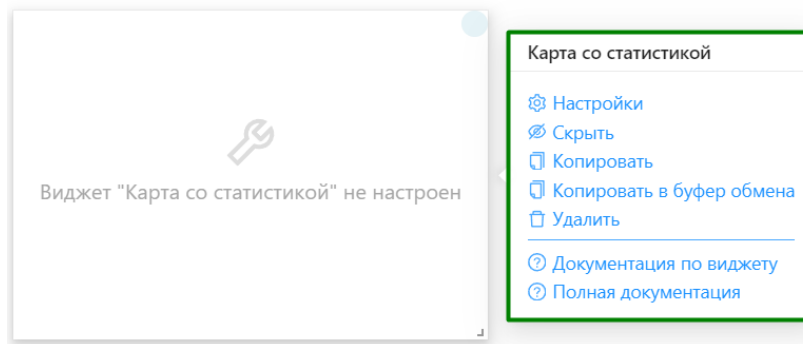 Виджет "Карта со статистикой" не настроен
Карта со статистикой
Настройки
Скрыть
Копировать
Копировать в буфер обмена
Удалить
Документация по виджету
Полная документация